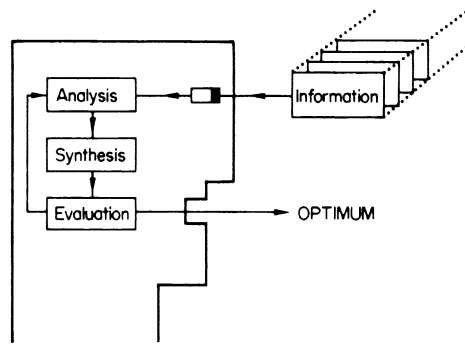 Analysis
Information
Synthesis
Evaluation
OPTIMUM